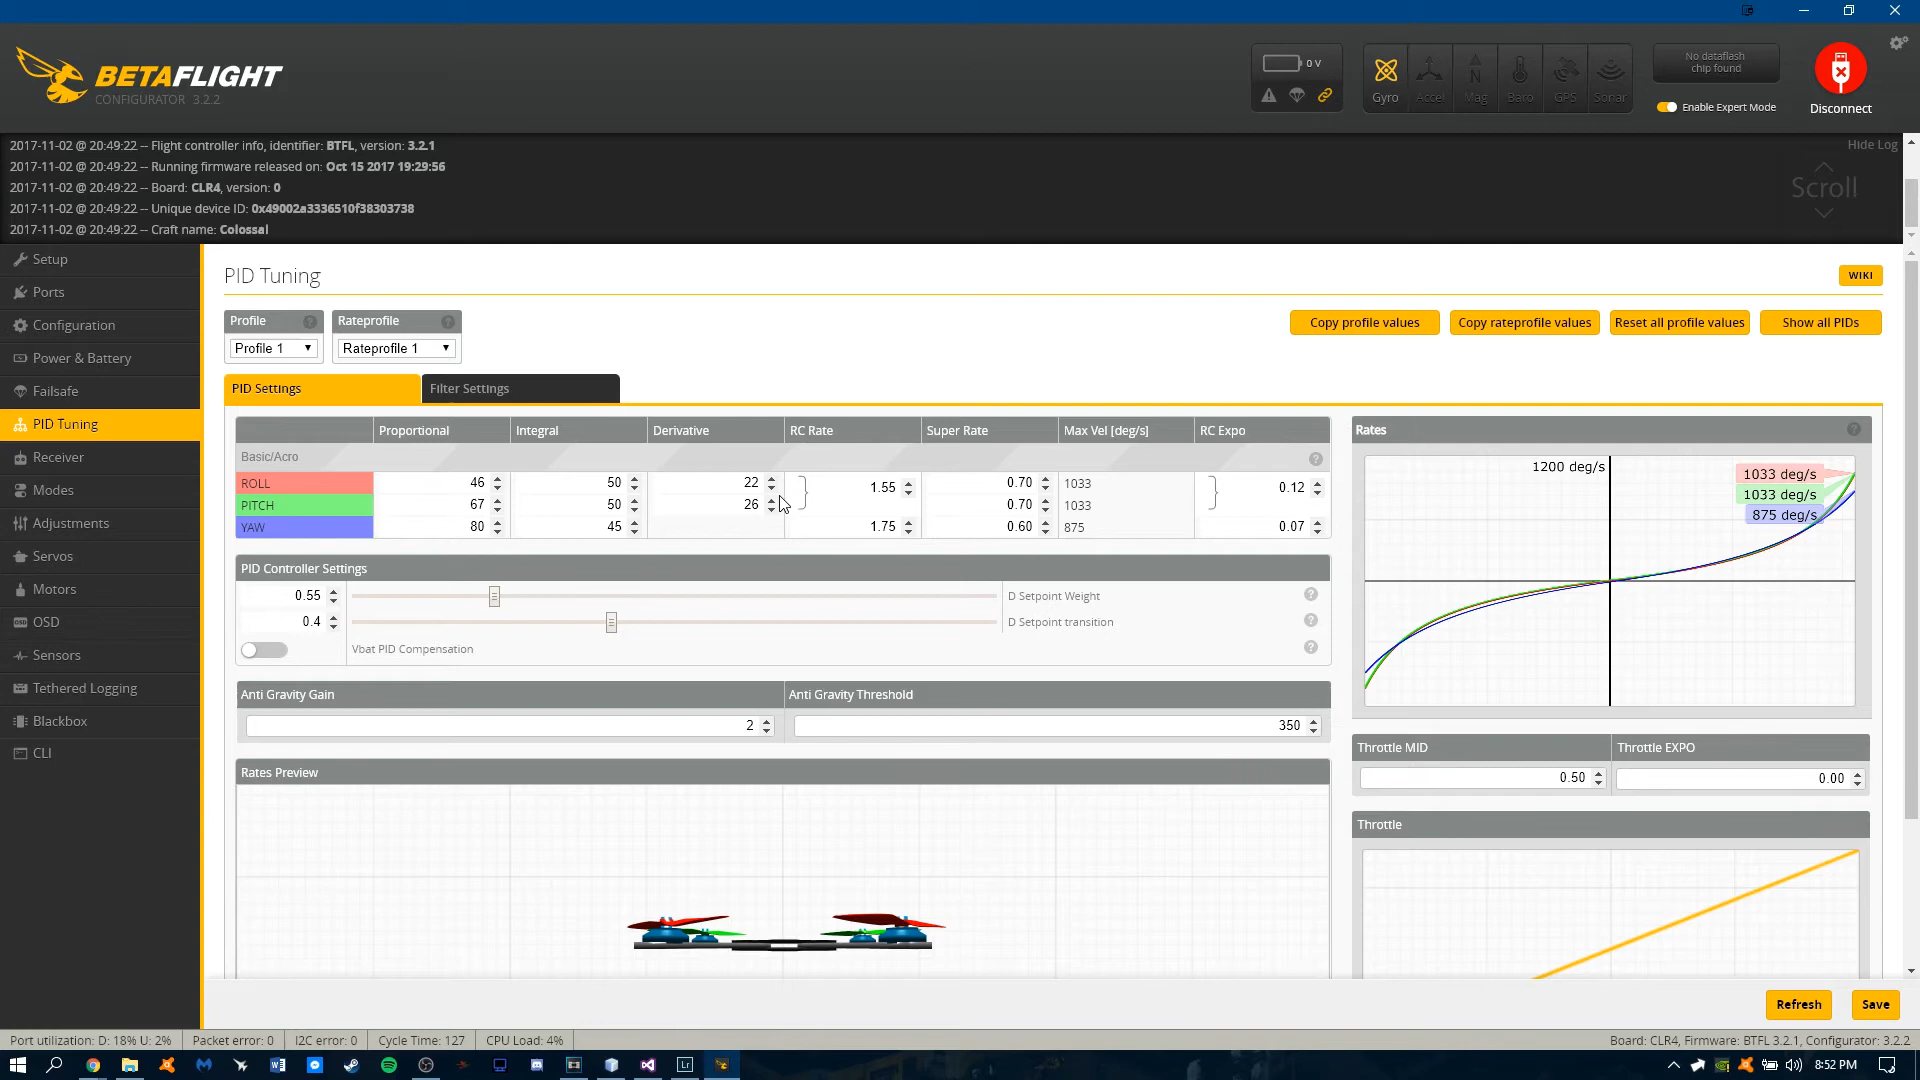 BETAFLIGHT
CONFIGURATOR 3.2.2
0 V
Gyro
Accel
Mag
Baro
GPS
Sonar
No dataflash
chip found
Enable Expert Mode
Disconnect
2017-11-02 @ 20:49:22 -- Flight controller info, identifier: BTFL, version: 3.2.1
2017-11-02 @ 20:49:22 -- Running firmware released on: Oct 15 2017 19:29:56
2017-11-02 @ 20:49:22 -- Board: CLR4, version: 0
2017-11-02 @ 20:49:22 -- Unique device ID: 0x49002a3336510f38303738
2017-11-02 @ 20:49:22 -- Craft name: Colossal
Hide Log
Scroll
Setup
Ports
Configuration
Power & Battery
Failsafe
PID Tuning
Receiver
Modes
Adjustments
Servos
Motors
OSD
Sensors
Tethered Logging
Blackbox
CLI
PID Tuning
WIKI
Profile
Rateprofile
Profile 1
Rateprofile 1
Copy profile values
Copy rateprofile values
Reset all profile values
Show all PIDs
PID Settings
Filter Settings
Proportional Integral Derivative RC Rate Super Rate Max Vel [deg/s] RC Expo
Basic/Acro
ROLL 46 50 22 1.55 0.70 1033 0.12
PITCH 67 50 26 0.70 1033
YAW 80 45 1.75 0.60 875 0.07
PID Controller Settings
0.55 D Setpoint Weight
0.4 D Setpoint transition
Vbat PID Compensation
Anti Gravity Gain
Anti Gravity Threshold
2
350
Rates Preview
Rates
1200 deg/s
1033 deg/s
1033 deg/s
875 deg/s
Throttle MID
Throttle EXPO
0.50
0.00
Throttle
Refresh
Save
Port utilization: D: 18% U: 2%
Packet error: 0
I2C error: 0
Cycle Time: 127
CPU Load: 4%
Board: CLR4, Firmware: BTFL 3.2.1, Configurator: 3.2.2
Lr
8:52 PM